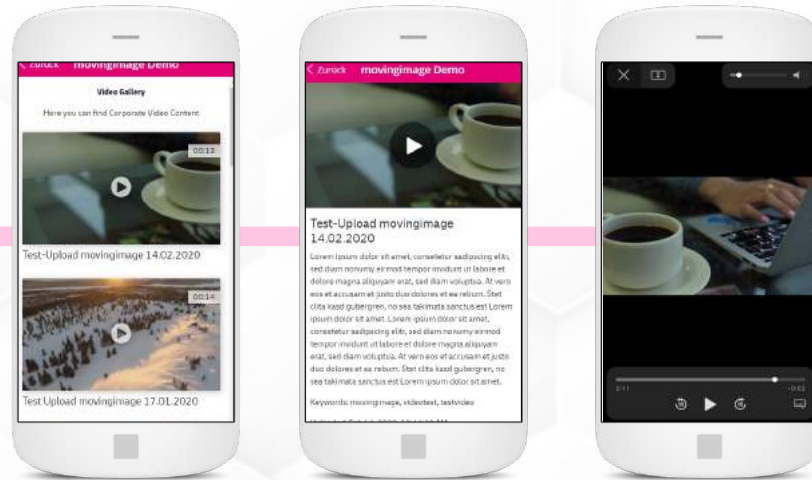 Zurück movingimage Demo
Video Gallery
Here you can find Corporate Video Content
00:13
Test-Upload movingimage 14.02.2020
00:14
Test Upload movingimage 17.01.2020
Zurück movingimage Demo
Test-Upload movingimage
14.02.2020
Lorem ipsum dolor sit amet, consetetur sadipscing elitr,
sed diam nonumy eirmod tempor invidunt ut labore et
dolore magna aliquyam erat, sed diam voluptua. At vero
eos et accusam et justo duo dolores et ea rebum. Stet
clita kasd gubergren, no sea takimata sanctus est Lorem
ipsum dolor sit amet. Lorem ipsum dolor sit amet,
consetetur sadipscing elitr, sed diam nonumy eirmod
tempor invidunt ut labore et dolore magna aliquyam
erat, sed diam voluptua. At vero eos et accusam et justo
duo dolores et ea rebum. Stet clita kasd gubergren, no
sea takimata sanctus est Lorem ipsum dolor sit amet.
Keywords: movingimage, videotest, testvideo
0:11
-0:02